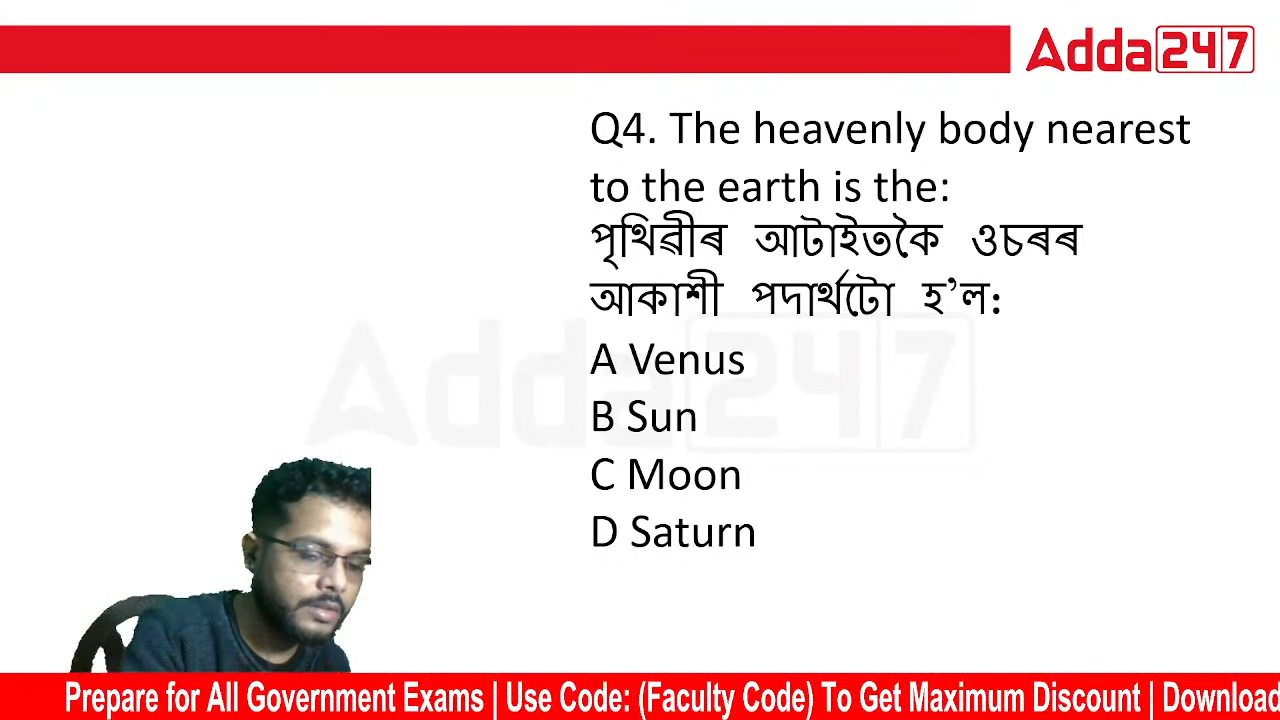 Adda247
Q4. The heavenly body nearest
to the earth is the:
পৃথিৱীৰ আটাইতকৈ ওচৰৰ
আকাশী পদাৰ্থটো হ’ল:
A Venus
B Sun
C Moon
D Saturn
Adda247
Prepare for All Government Exams | Use Code: (Faculty Code) To Get Maximum Discount | Download